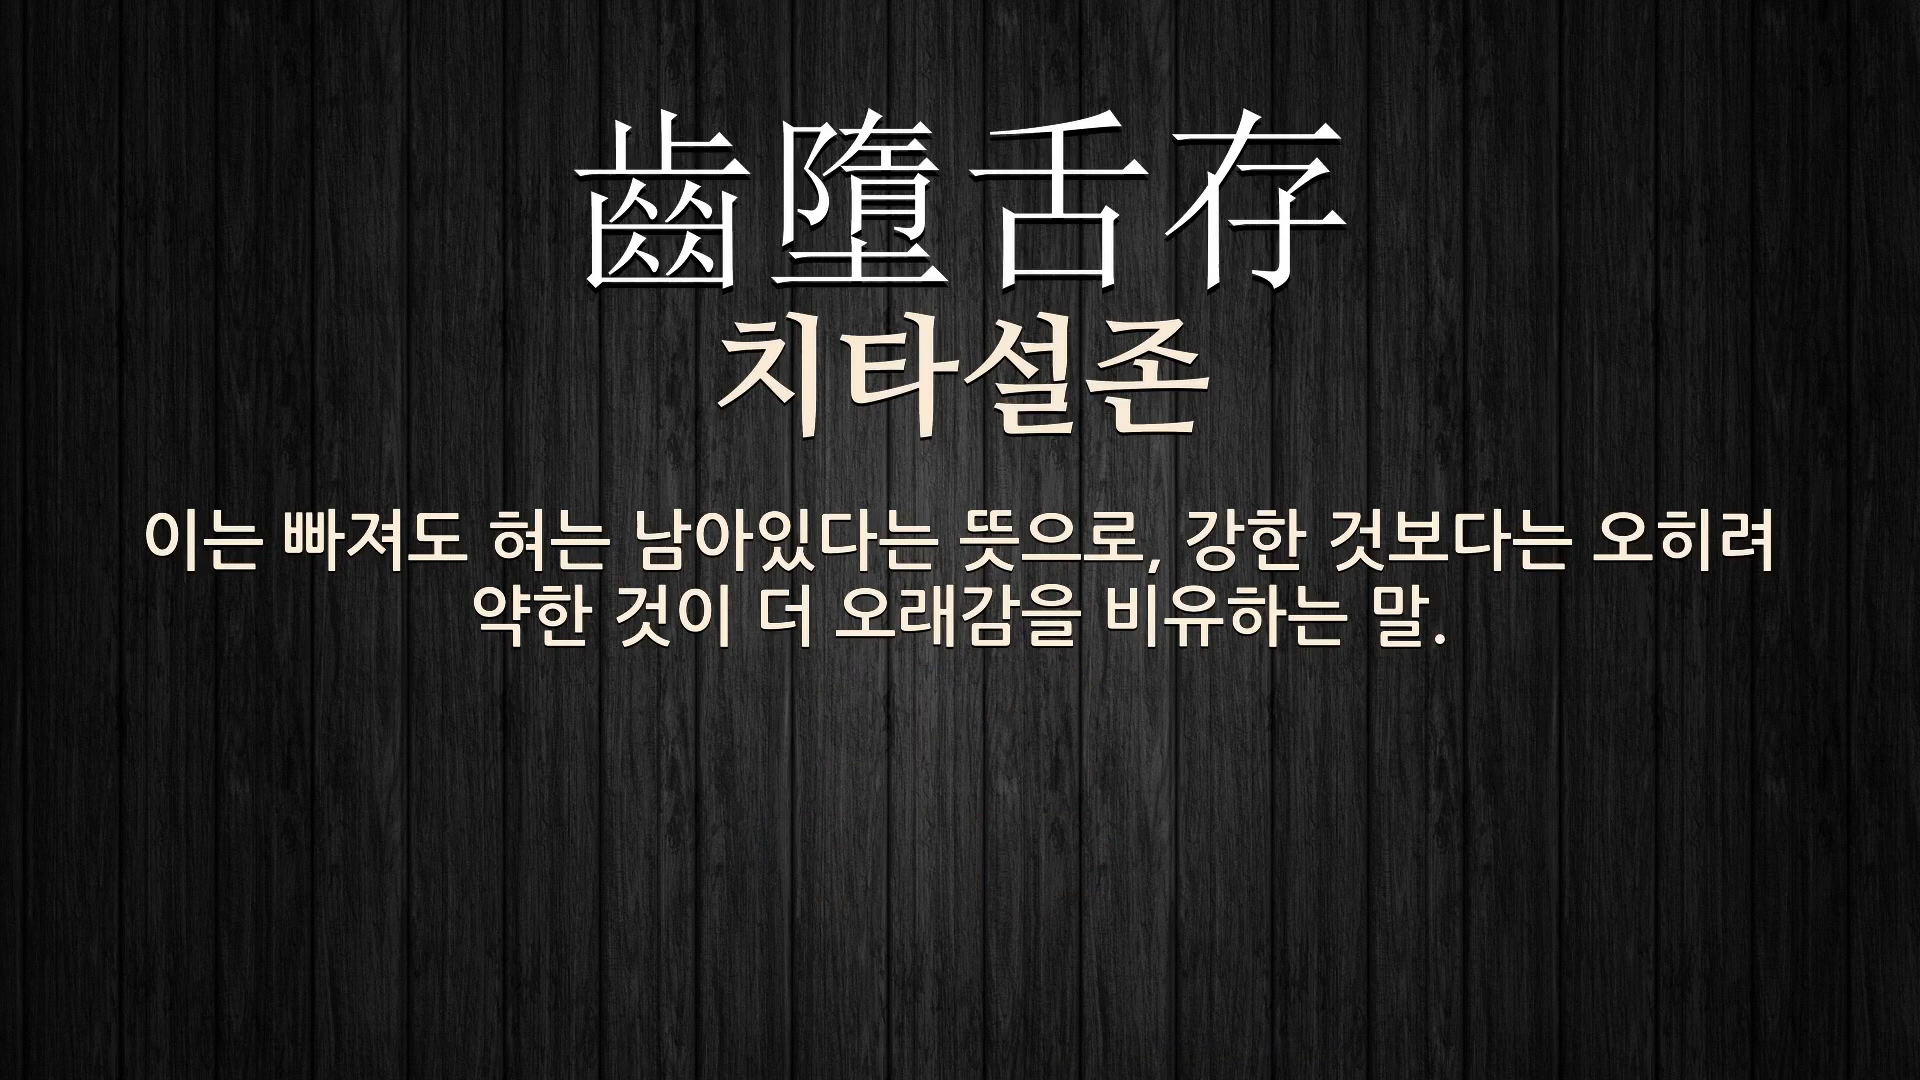 齒墮舌存
치타설존
이는 빠져도 혀는 남아있다는 뜻으로, 강한 것보다는 오히려
약한 것이 더 오래감을 비유하는 말.